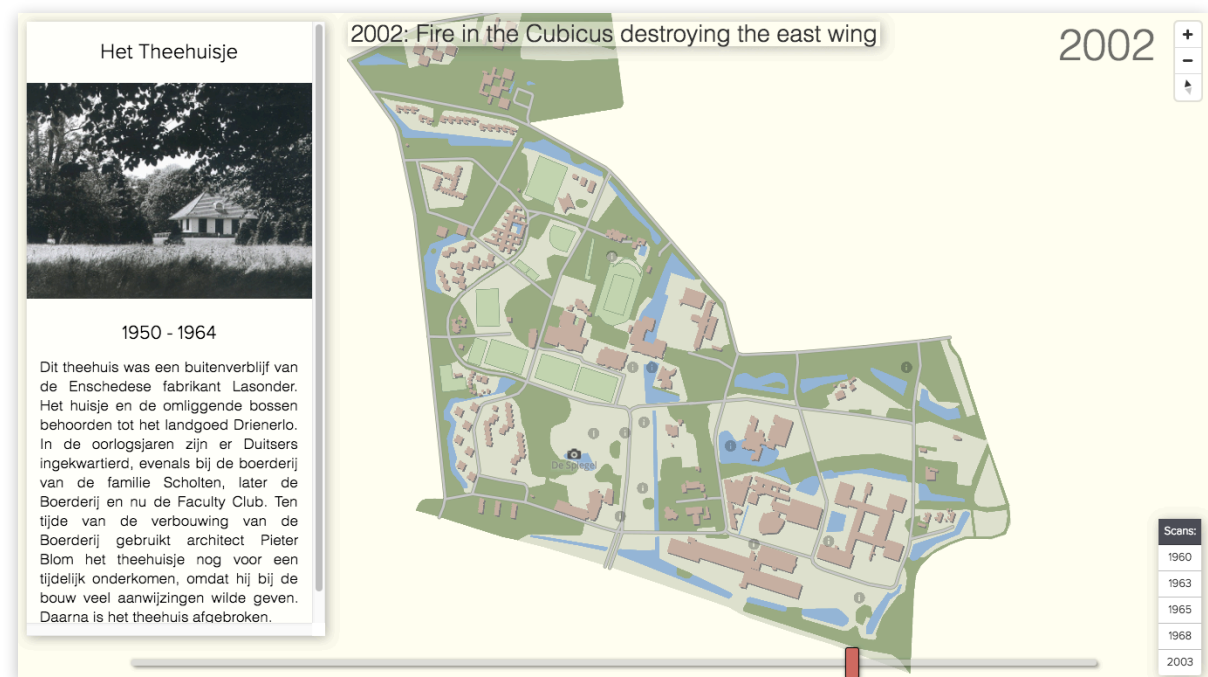 Het Theehuisje
1950 - 1964
Dit theehuis was een buitenverblijf van
de Enschedese fabrikant Lasonder.
Het huisje en de omliggende bossen
behoorden tot het landgoed Drienerlo.
In de oorlogsjaren zijn er Duitsers
ingekwartierd, evenals bij de boerderij
van de familie Scholten, later de
Boerderij en nu de Faculty Club. Ten
tijde van de verbouwing van de
Boerderij gebruikt architect Pieter
Blom het theehuisje nog voor een
tijdelijk onderkomen, omdat hij bij de
bouw veel aanwijzingen wilde geven.
Daarna is het theehuis afgebroken.
2002: Fire in the Cubicus destroying the east wing
2002
+
−
De Spiegel
Scans:
1960
1963
1965
1968
2003